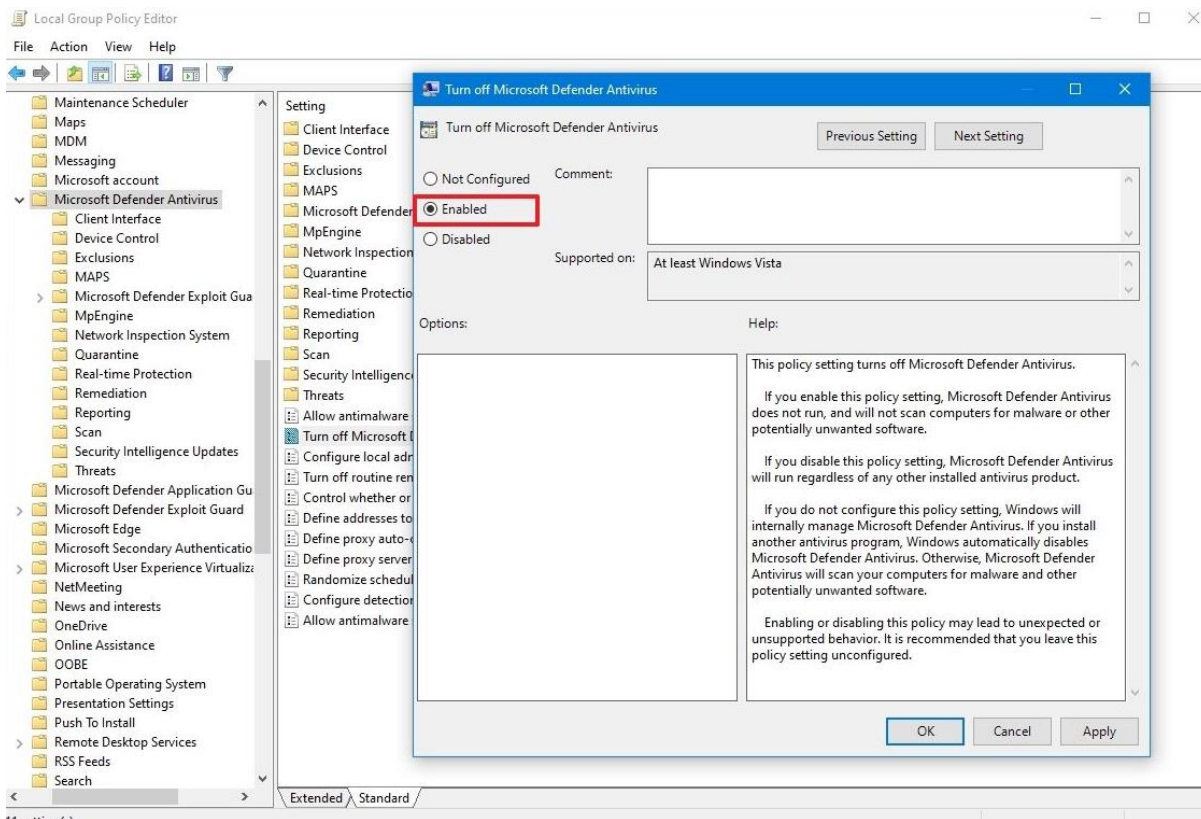 Local Group Policy Editor
File Action View Help
Maintenance Scheduler
Maps
MDM
Messaging
Microsoft account
Microsoft Defender Antivirus
Client Interface
Device Control
Exclusions
MAPS
Microsoft Defender Exploit Gua
MpEngine
Network Inspection System
Quarantine
Real-time Protection
Remediation
Reporting
Scan
Security Intelligence Updates
Threats
Microsoft Defender Application Gu
Microsoft Defender Exploit Guard
Microsoft Edge
Microsoft Secondary Authenticatio
Microsoft User Experience Virtualiza
NetMeeting
News and interests
OneDrive
Online Assistance
OOBE
Portable Operating System
Presentation Settings
Push To Install
Remote Desktop Services
RSS Feeds
Search
Setting
Client Interface
Device Control
Exclusions
MAPS
Microsoft Defender
MpEngine
Network Inspection
Quarantine
Real-time Protectio
Remediation
Reporting
Scan
Security Intelligence
Threats
Allow antimalware
Turn off Microsoft D
Configure local adr
Turn off routine ren
Control whether or
Define addresses to
Define proxy auto-c
Define proxy server
Randomize schedul
Configure detection
Allow antimalware
Extended Standard
Turn off Microsoft Defender Antivirus
Turn off Microsoft Defender Antivirus
Previous Setting Next Setting
Not Configured
Enabled
Disabled
Comment:
Supported on: At least Windows Vista
Options: Help:
This policy setting turns off Microsoft Defender Antivirus.
If you enable this policy setting, Microsoft Defender Antivirus
does not run, and will not scan computers for malware or other
potentially unwanted software.
If you disable this policy setting, Microsoft Defender Antivirus
will run regardless of any other installed antivirus product.
If you do not configure this policy setting, Windows will
internally manage Microsoft Defender Antivirus. If you install
another antivirus program, Windows automatically disables
Microsoft Defender Antivirus. Otherwise, Microsoft Defender
Antivirus will scan your computers for malware and other
potentially unwanted software.
Enabling or disabling this policy may lead to unexpected or
unsupported behavior. It is recommended that you leave this
policy setting unconfigured.
OK Cancel Apply